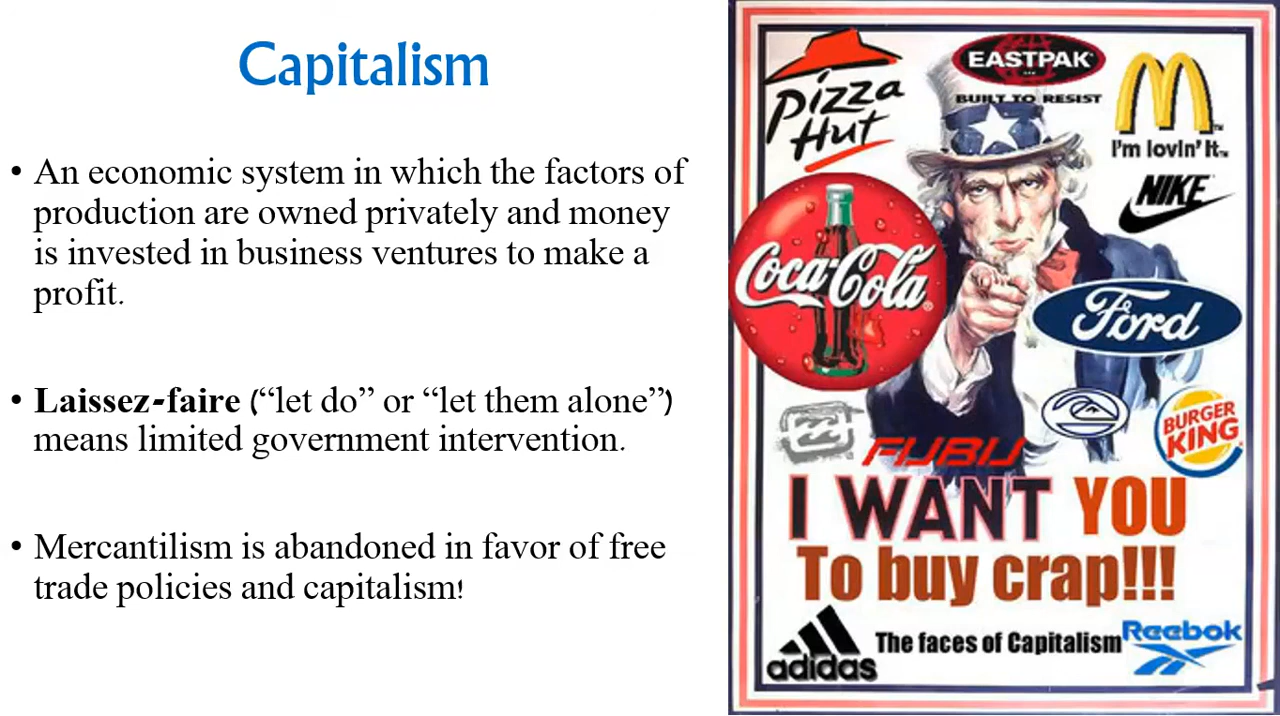 Capitalism
• An economic system in which the factors of
production are owned privately and money
is invested in business ventures to make a
profit.
• Laissez-faire (“let do” or “let them alone”)
means limited government intervention.
• Mercantilism is abandoned in favor of free
trade policies and capitalism!
Pizza
Hut
EASTPAK
BUILT TO RESIST
M
i'm lovin' it™
NIKE
Coca-Cola
Ford
BURGER
KING
FUBU
I WANT YOU
To buy crap!!!
adidas
The faces of Capitalism
Reebok